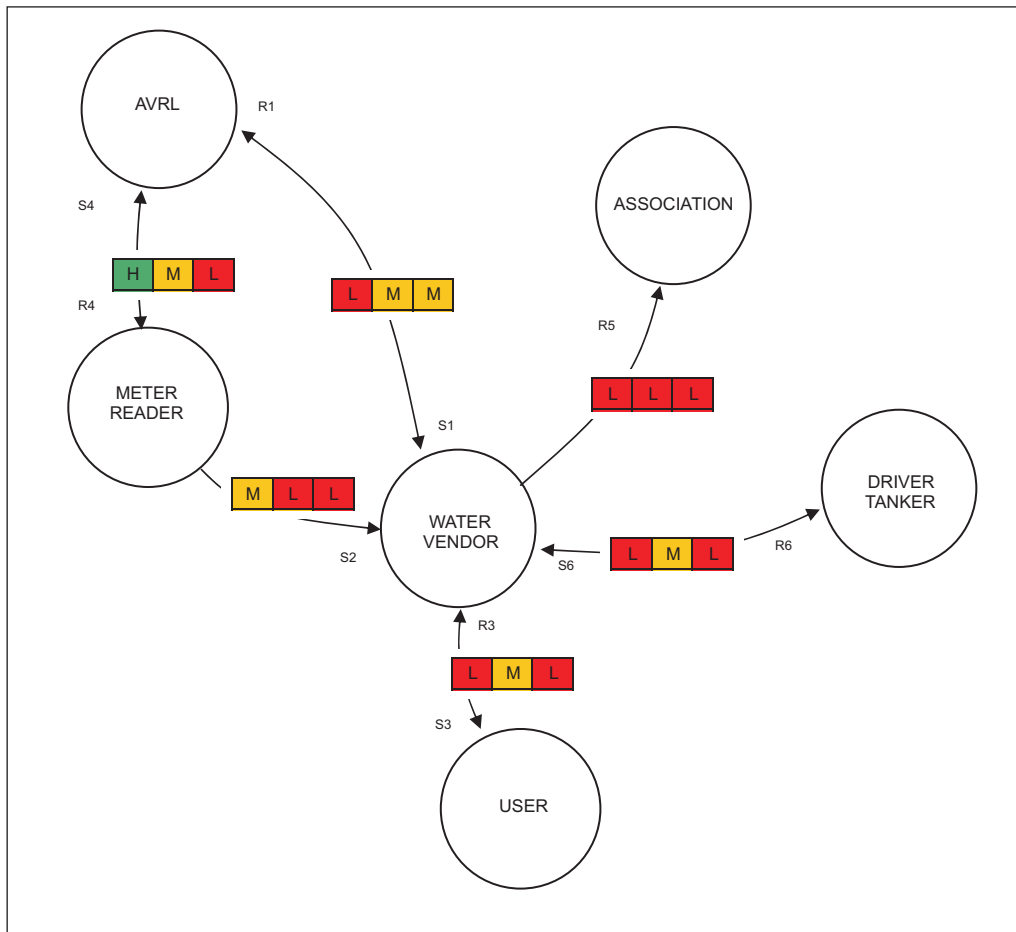 AVRL
R1
S4
ASSOCIATION
H M L
L M M
R4
R5
METER
READER
L L L
S1
M L L
DRIVER
TANKER
WATER
VENDOR
S2
L M L
R6
S6
R3
L M L
S3
USER